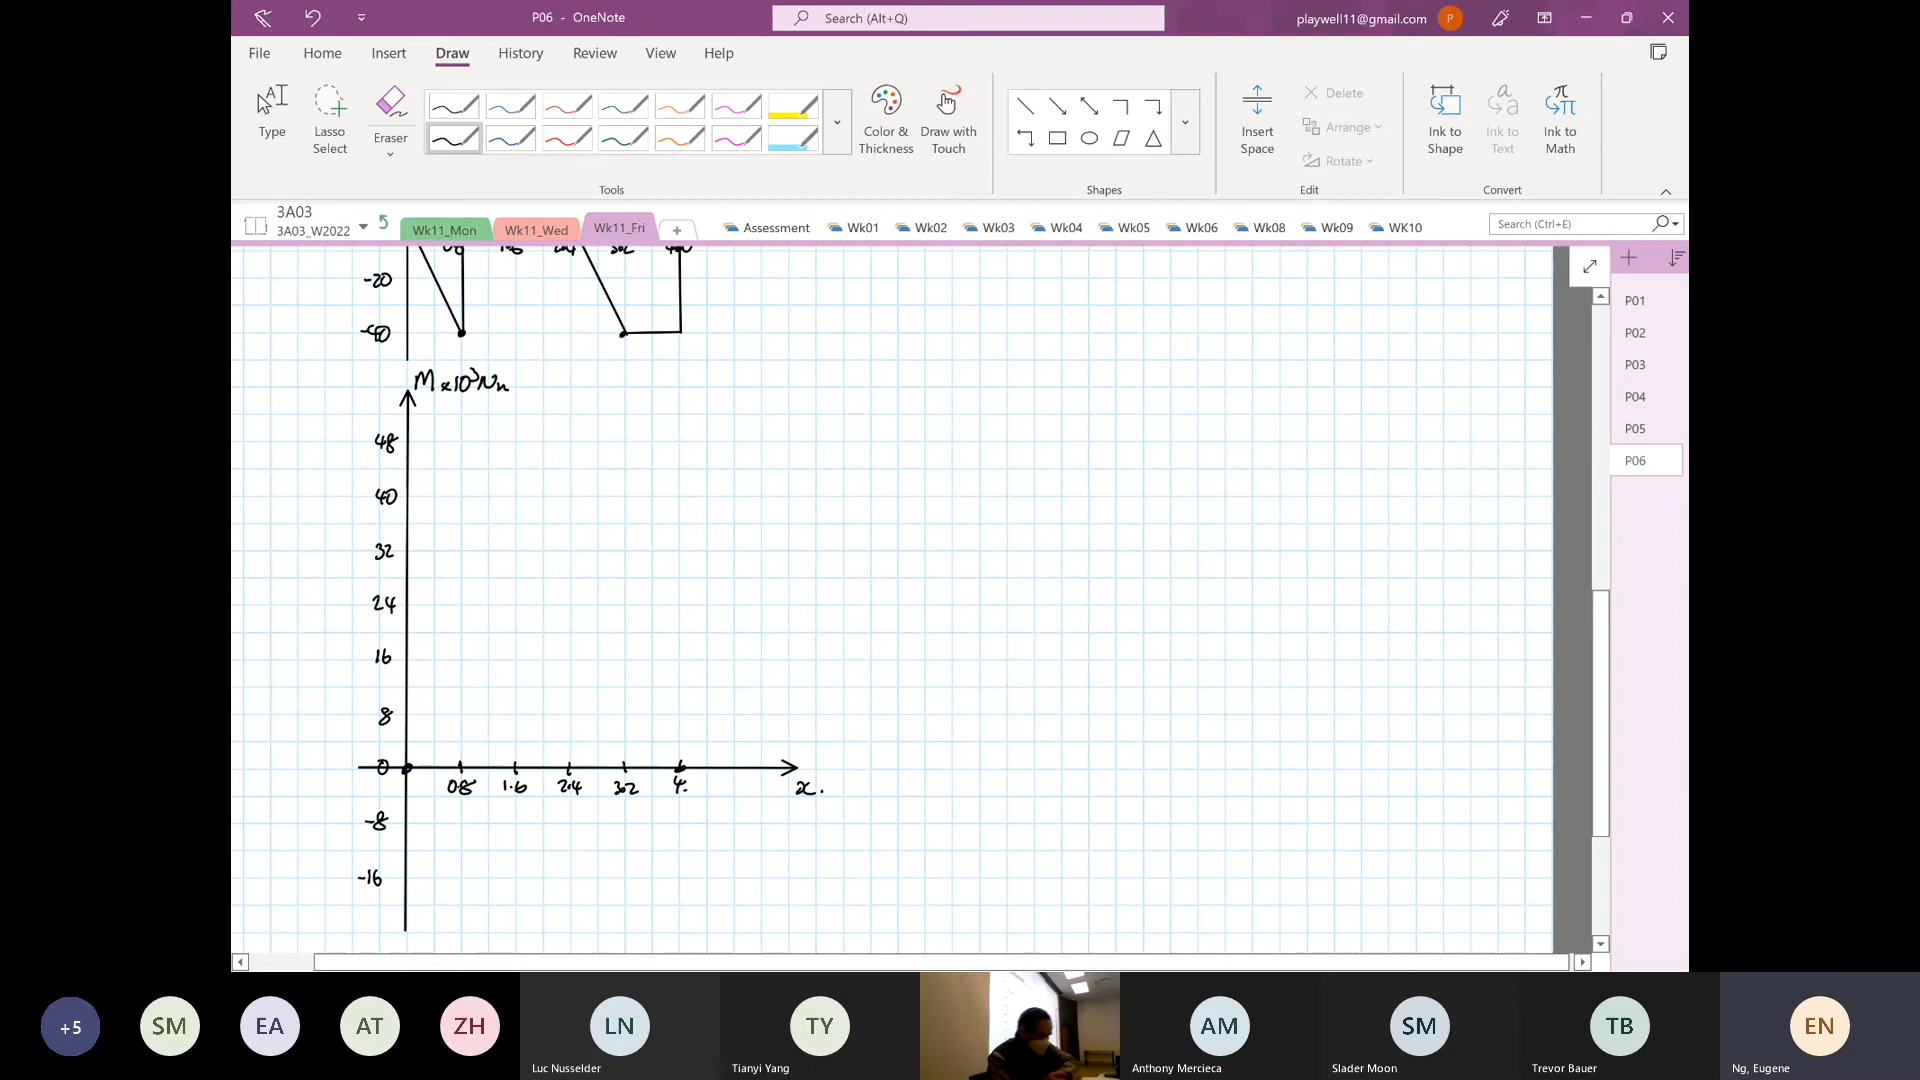 P06 - OneNote
Search (Alt+Q)
playwell11@gmail.com
P
File Home Insert Draw History Review View Help
Type
Lasso Select
Eraser
Color & Thickness
Draw with Touch
Insert Space
Delete
Arrange
Rotate
Ink to Shape
Ink to Text
Ink to Math
Tools
Shapes
Edit
Convert
3A03
3A03_W2022
Wk11_Mon Wk11_Wed Wk11_Fri +
Assessment Wk01 Wk02 Wk03 Wk04 Wk05 Wk06 Wk08 Wk09 WK10
Search (Ctrl+E)
P01
P02
P03
P04
P05
P06
-20
-40
M x10³Nm
48
40
32
24
16
8
0
0.8 1.6 2.4 3.2 4. x.
-8
-16
+5 SM EA AT ZH LN TY AM SM TB EN
Luc Nusselder Tianyi Yang Anthony Mercieca Slader Moon Trevor Bauer Ng, Eugene